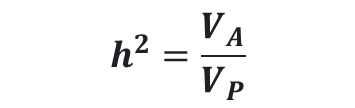 h² = V_A / V_P